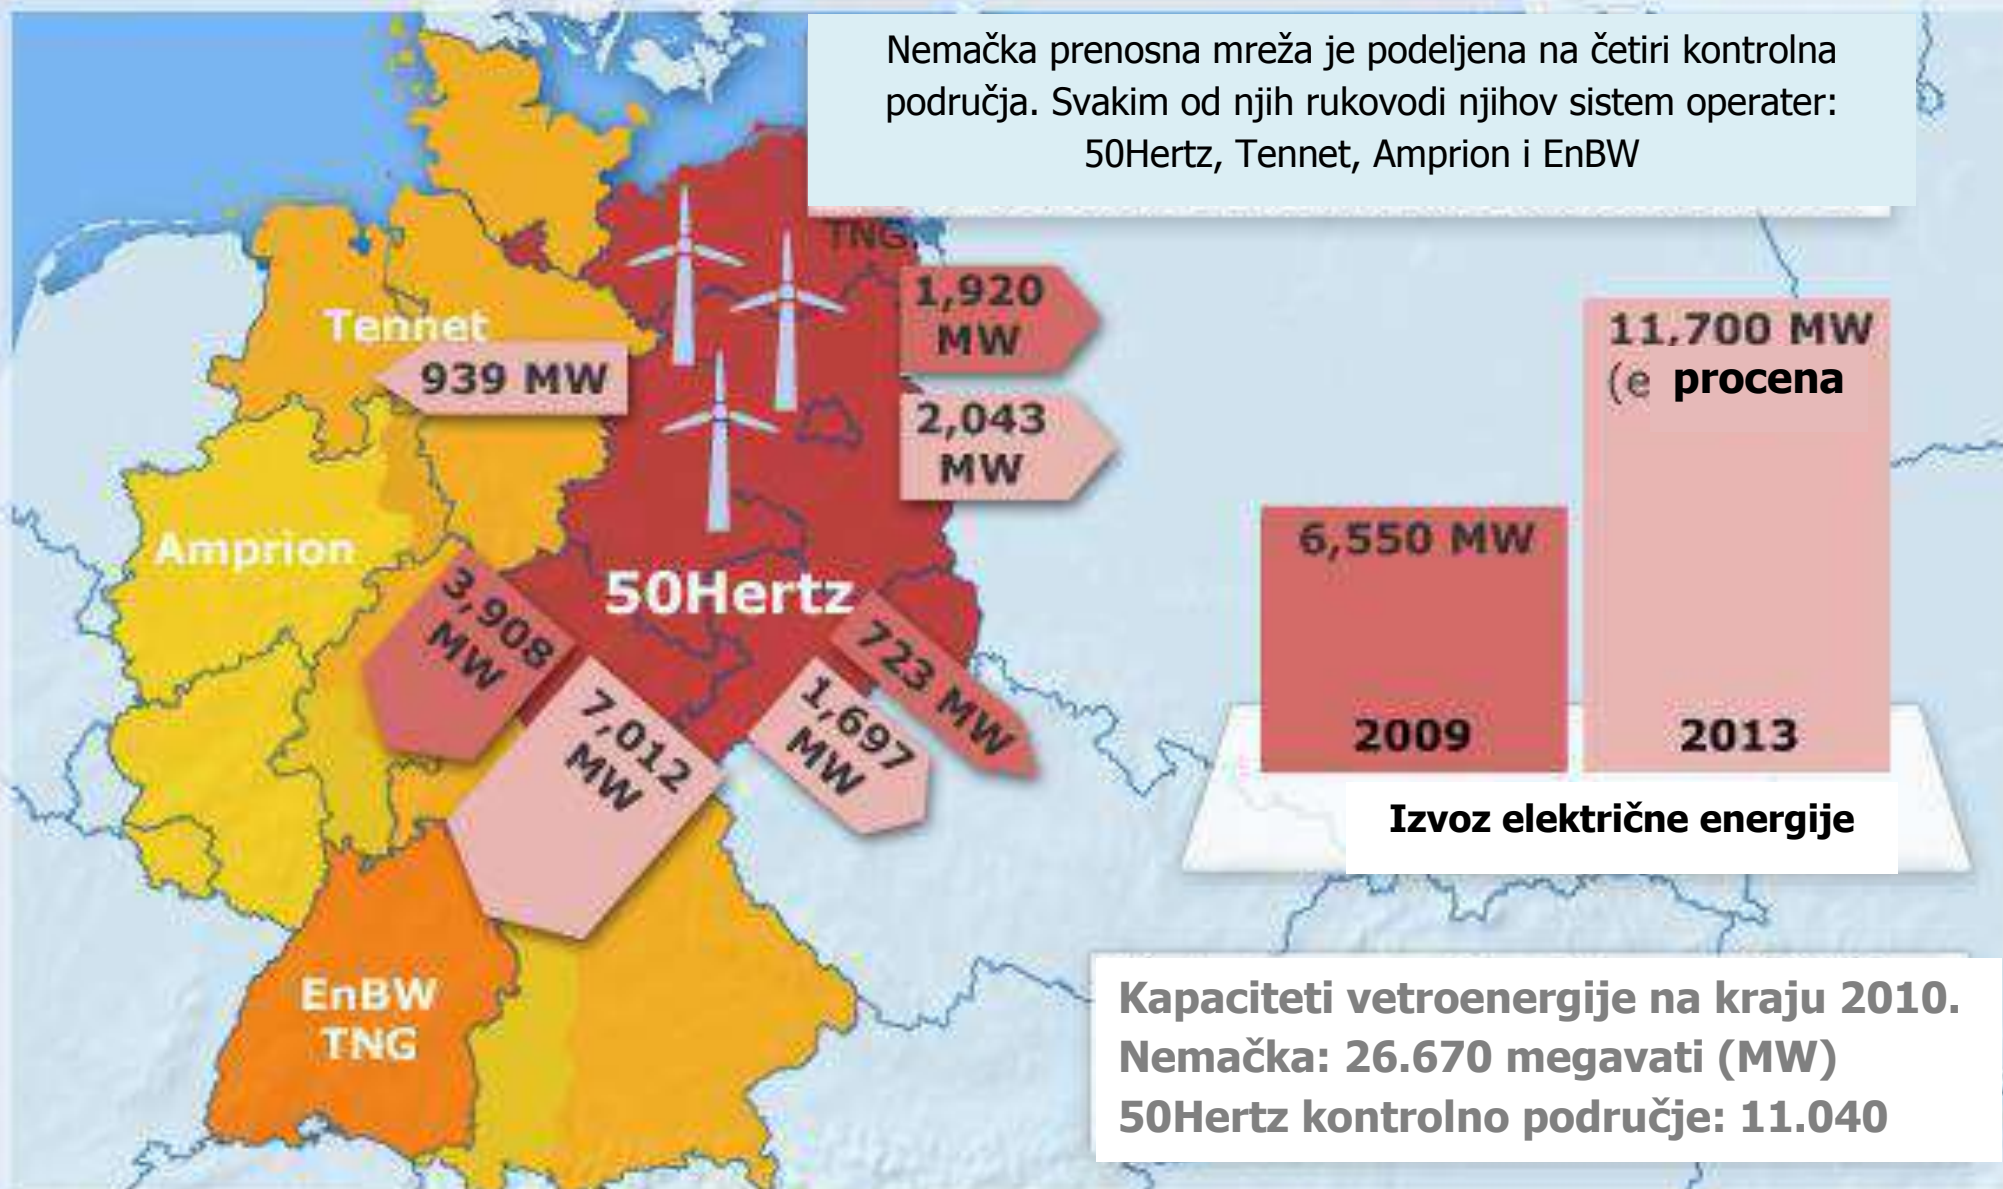 Nemačka prenosna mreža je podeljena na četiri kontrolna
područja. Svakim od njih rukovodi njihov sistem operater:
50Hertz, Tennet, Amprion i EnBW
TNG.
1,920
MW
2,043
MW
Tennet
939 MW
Amprion
50Hertz
3,908
MW
7,012
MW
723 MW
1,697
MW
EnBW
TNG
11,700 MW
(e procena
6,550 MW
2009
2013
Izvoz električne energije
Kapaciteti vetroenergije na kraju 2010.
Nemačka: 26.670 megavati (MW)
50Hertz kontrolno područje: 11.040